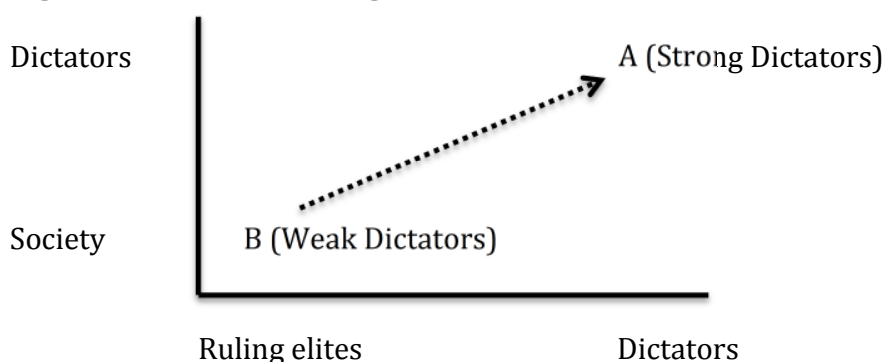 Dictators
A (Strong Dictators)
Society
B (Weak Dictators)
Ruling elites
Dictators